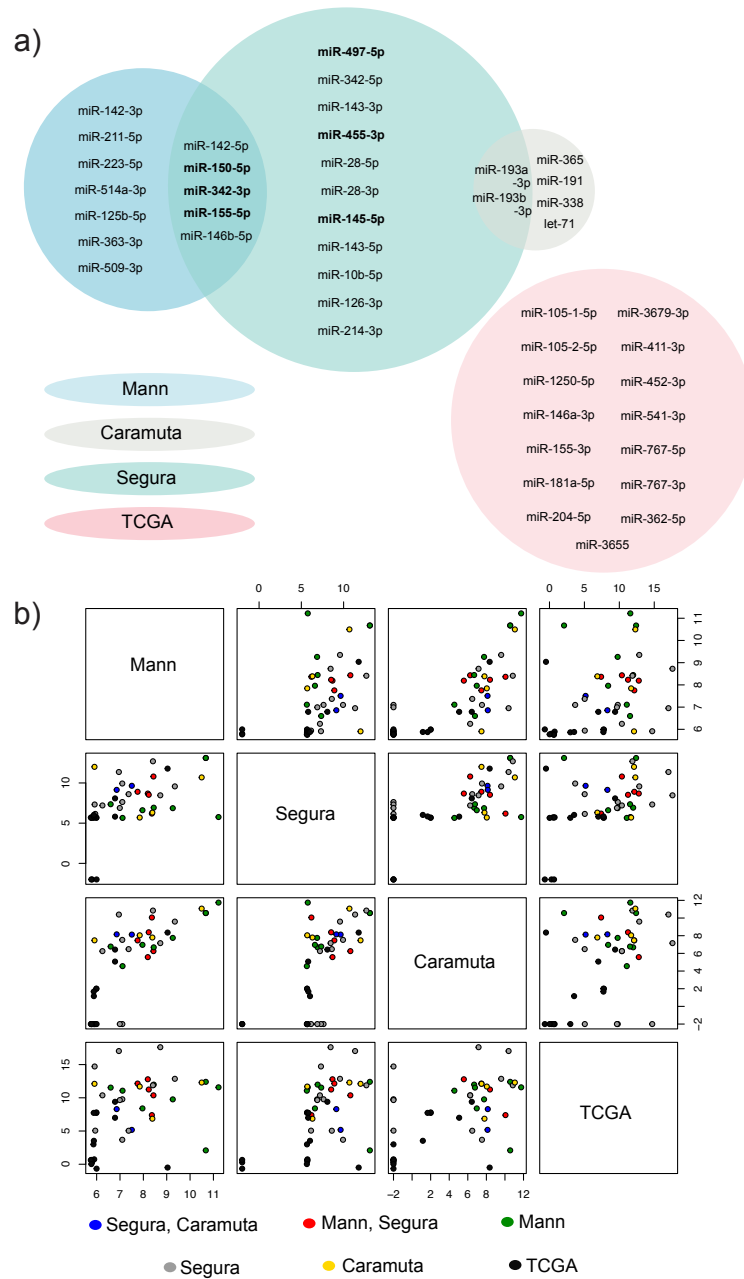 a)
miR-142-3p
miR-211-5p
miR-223-5p
miR-514a-3p
miR-125b-5p
miR-363-3p
miR-509-3p
miR-142-5p
miR-150-5p
miR-342-3p
miR-155-5p
miR-146b-5p
miR-497-5p
miR-342-5p
miR-143-3p
miR-455-3p
miR-28-5p
miR-28-3p
miR-145-5p
miR-143-5p
miR-10b-5p
miR-126-3p
miR-214-3p
miR-193a
-3p
miR-193b
-3p
miR-365
miR-191
miR-338
let-71
miR-105-1-5p miR-3679-3p
miR-105-2-5p miR-411-3p
miR-1250-5p miR-452-3p
miR-146a-3p miR-541-3p
miR-155-3p miR-767-5p
miR-181a-5p miR-767-3p
miR-204-5p miR-362-5p
miR-3655
Mann
Caramuta
Segura
TCGA
b)
0 5 10 0 5 10 15
Mann
6 7 8 9 10 11
0 5 10
Segura
Caramuta
-2 2 4 6 8 12
0 5 10 15
TCGA
6 7 8 9 10 11 -2 0 2 4 6 8 12
Segura, Caramuta Mann, Segura Mann
Segura Caramuta TCGA